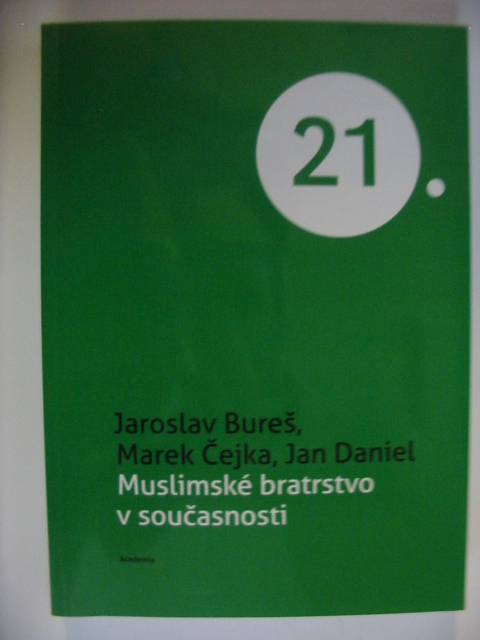 21.
Jaroslav Bureš,
Marek Čejka, Jan Daniel
Muslimské bratrstvo
v současnosti
Academia